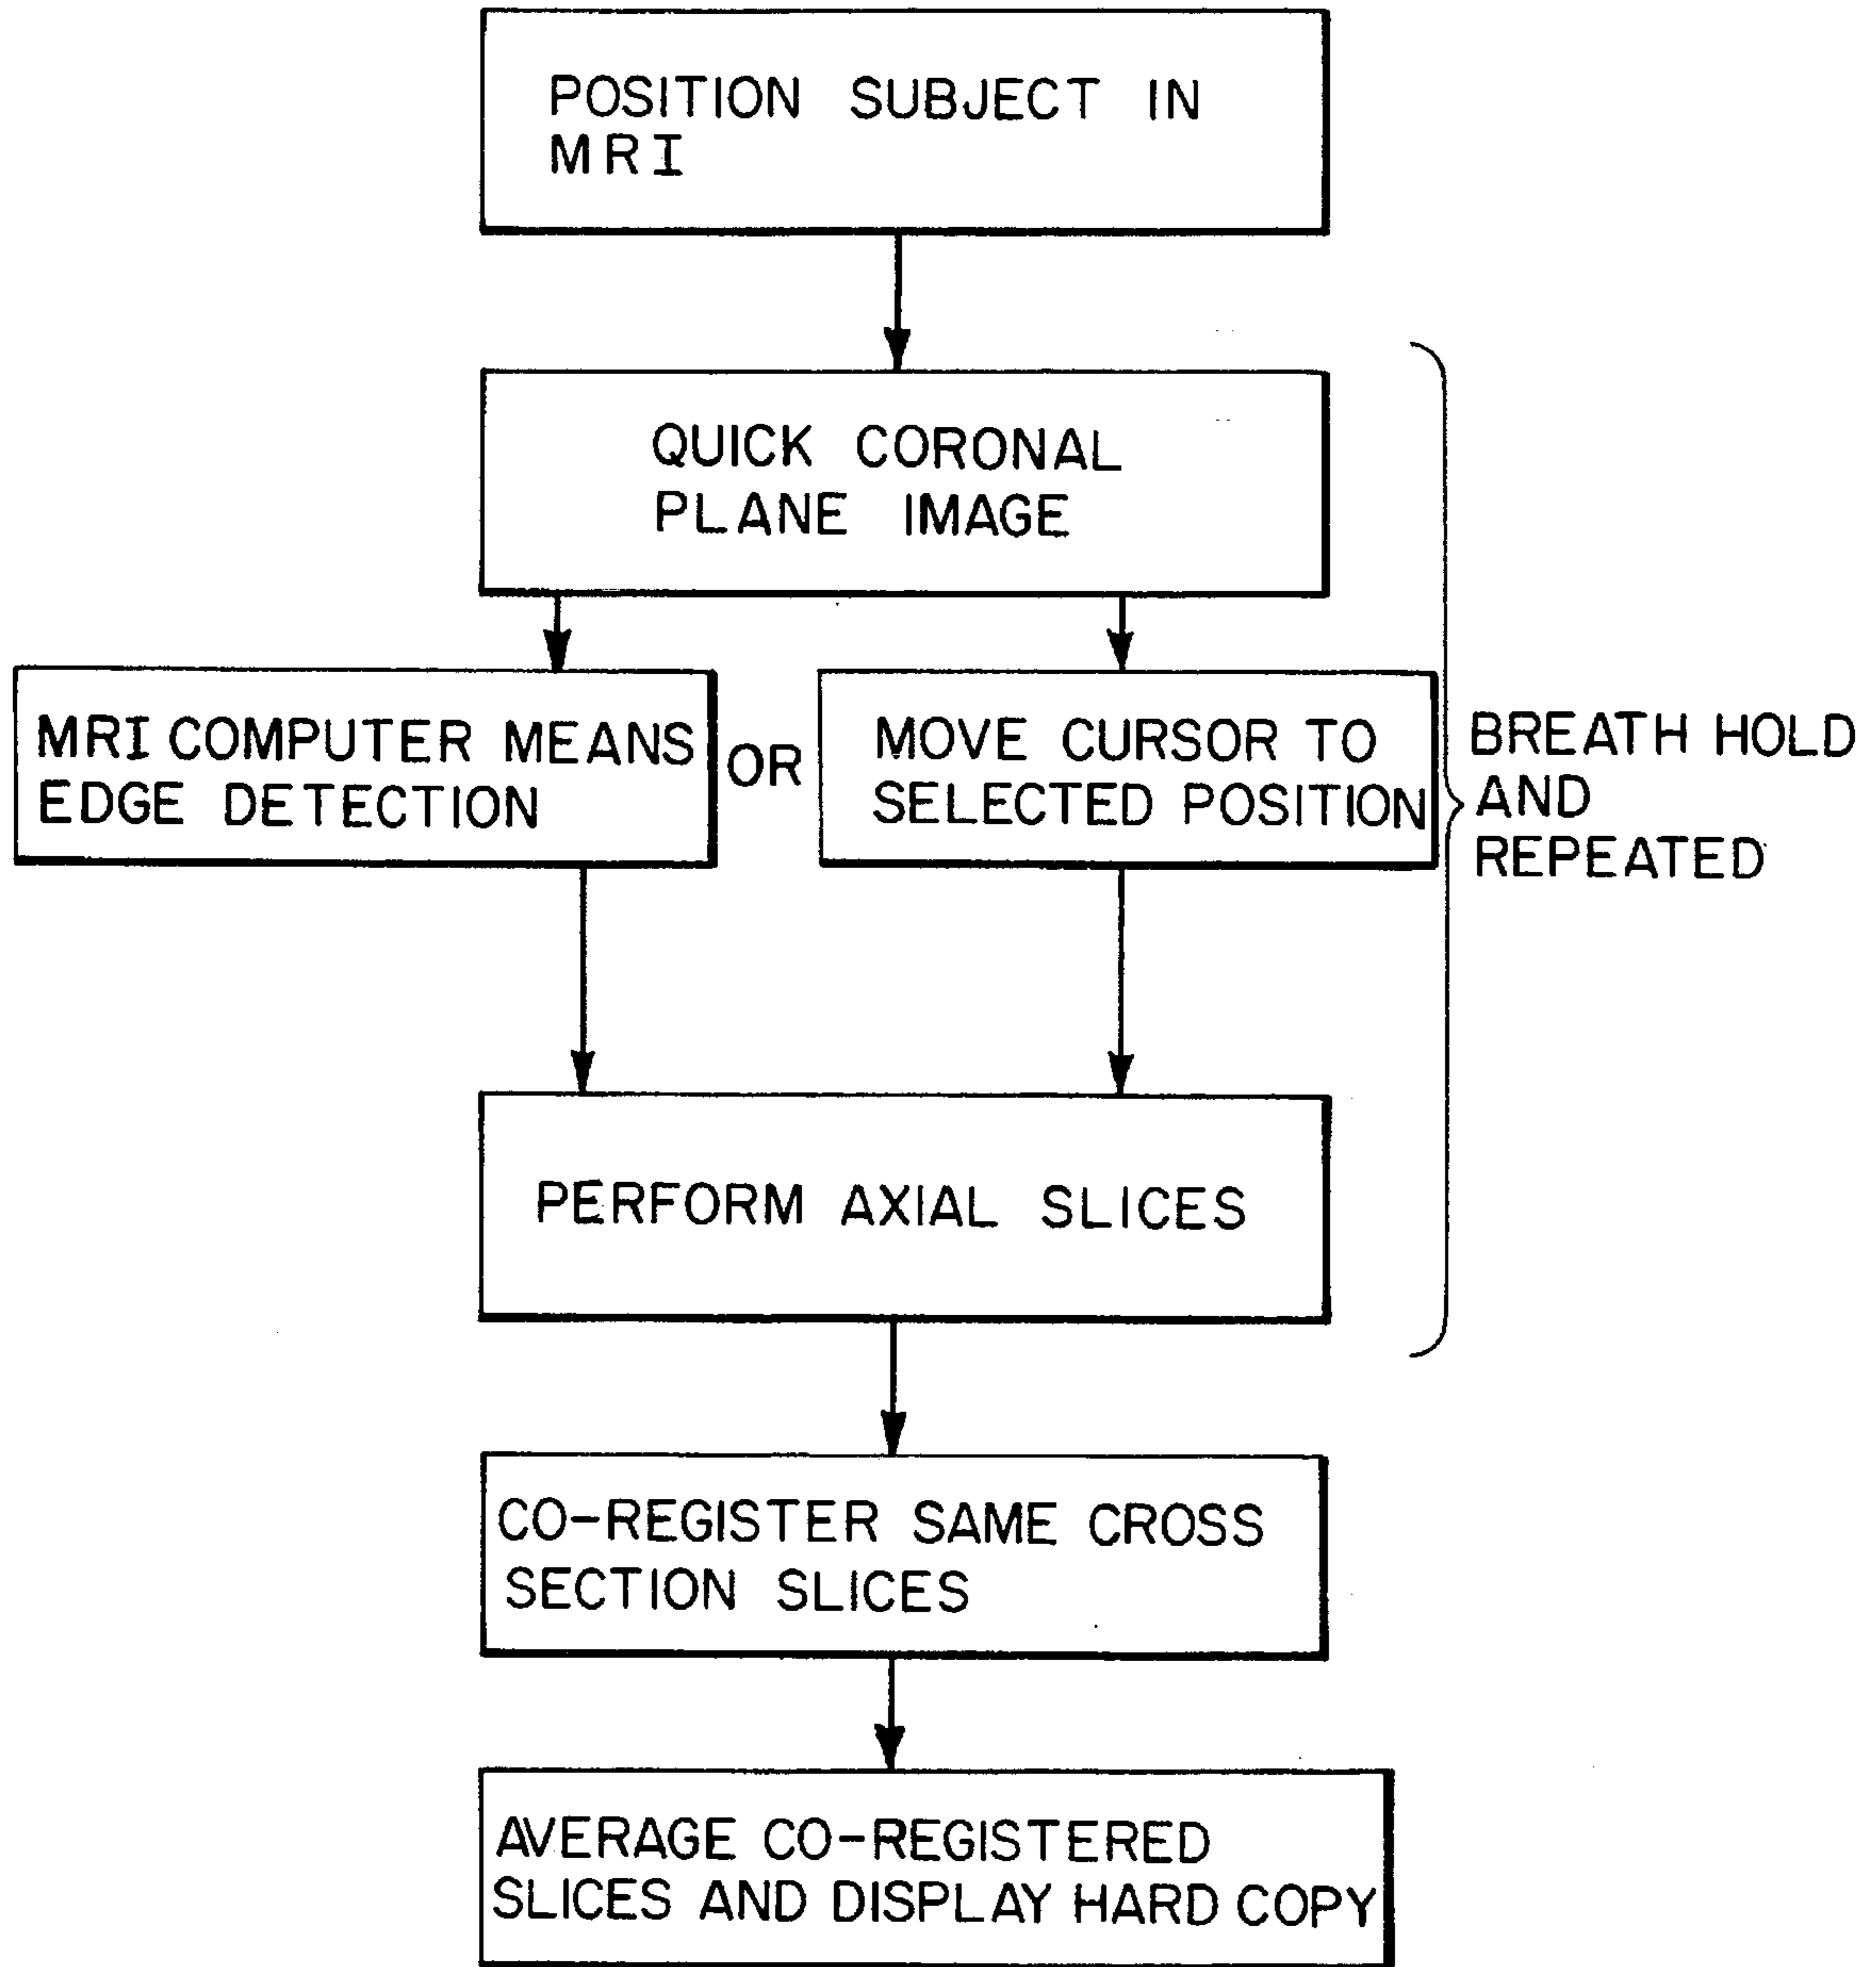 POSITION SUBJECT IN
MRI
QUICK CORONAL
PLANE IMAGE
MRI COMPUTER MEANS
EDGE DETECTION
OR
MOVE CURSOR TO
SELECTED POSITION
BREATH HOLD
AND
REPEATED
PERFORM AXIAL SLICES
CO-REGISTER SAME CROSS
SECTION SLICES
AVERAGE CO-REGISTERED
SLICES AND DISPLAY HARD COPY